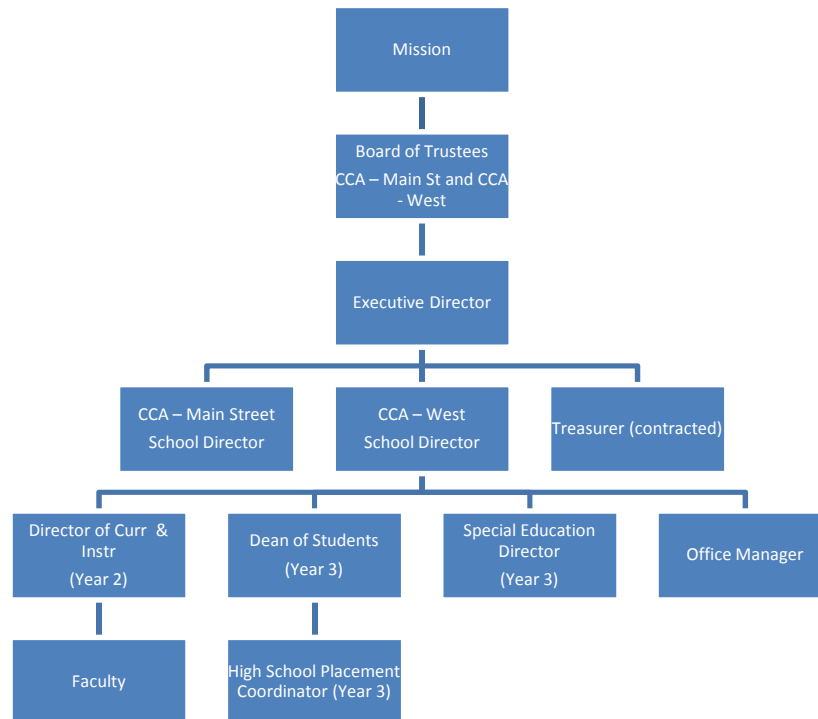 Mission
Board of Trustees
CCA – Main St and CCA
- West
Executive Director
CCA – Main Street
School Director
CCA – West
School Director
Treasurer (contracted)
Director of Curr & 
Instr
(Year 2)
Dean of Students
(Year 3)
Special Education
Director
(Year 3)
Office Manager
Faculty
High School Placement
Coordinator (Year 3)